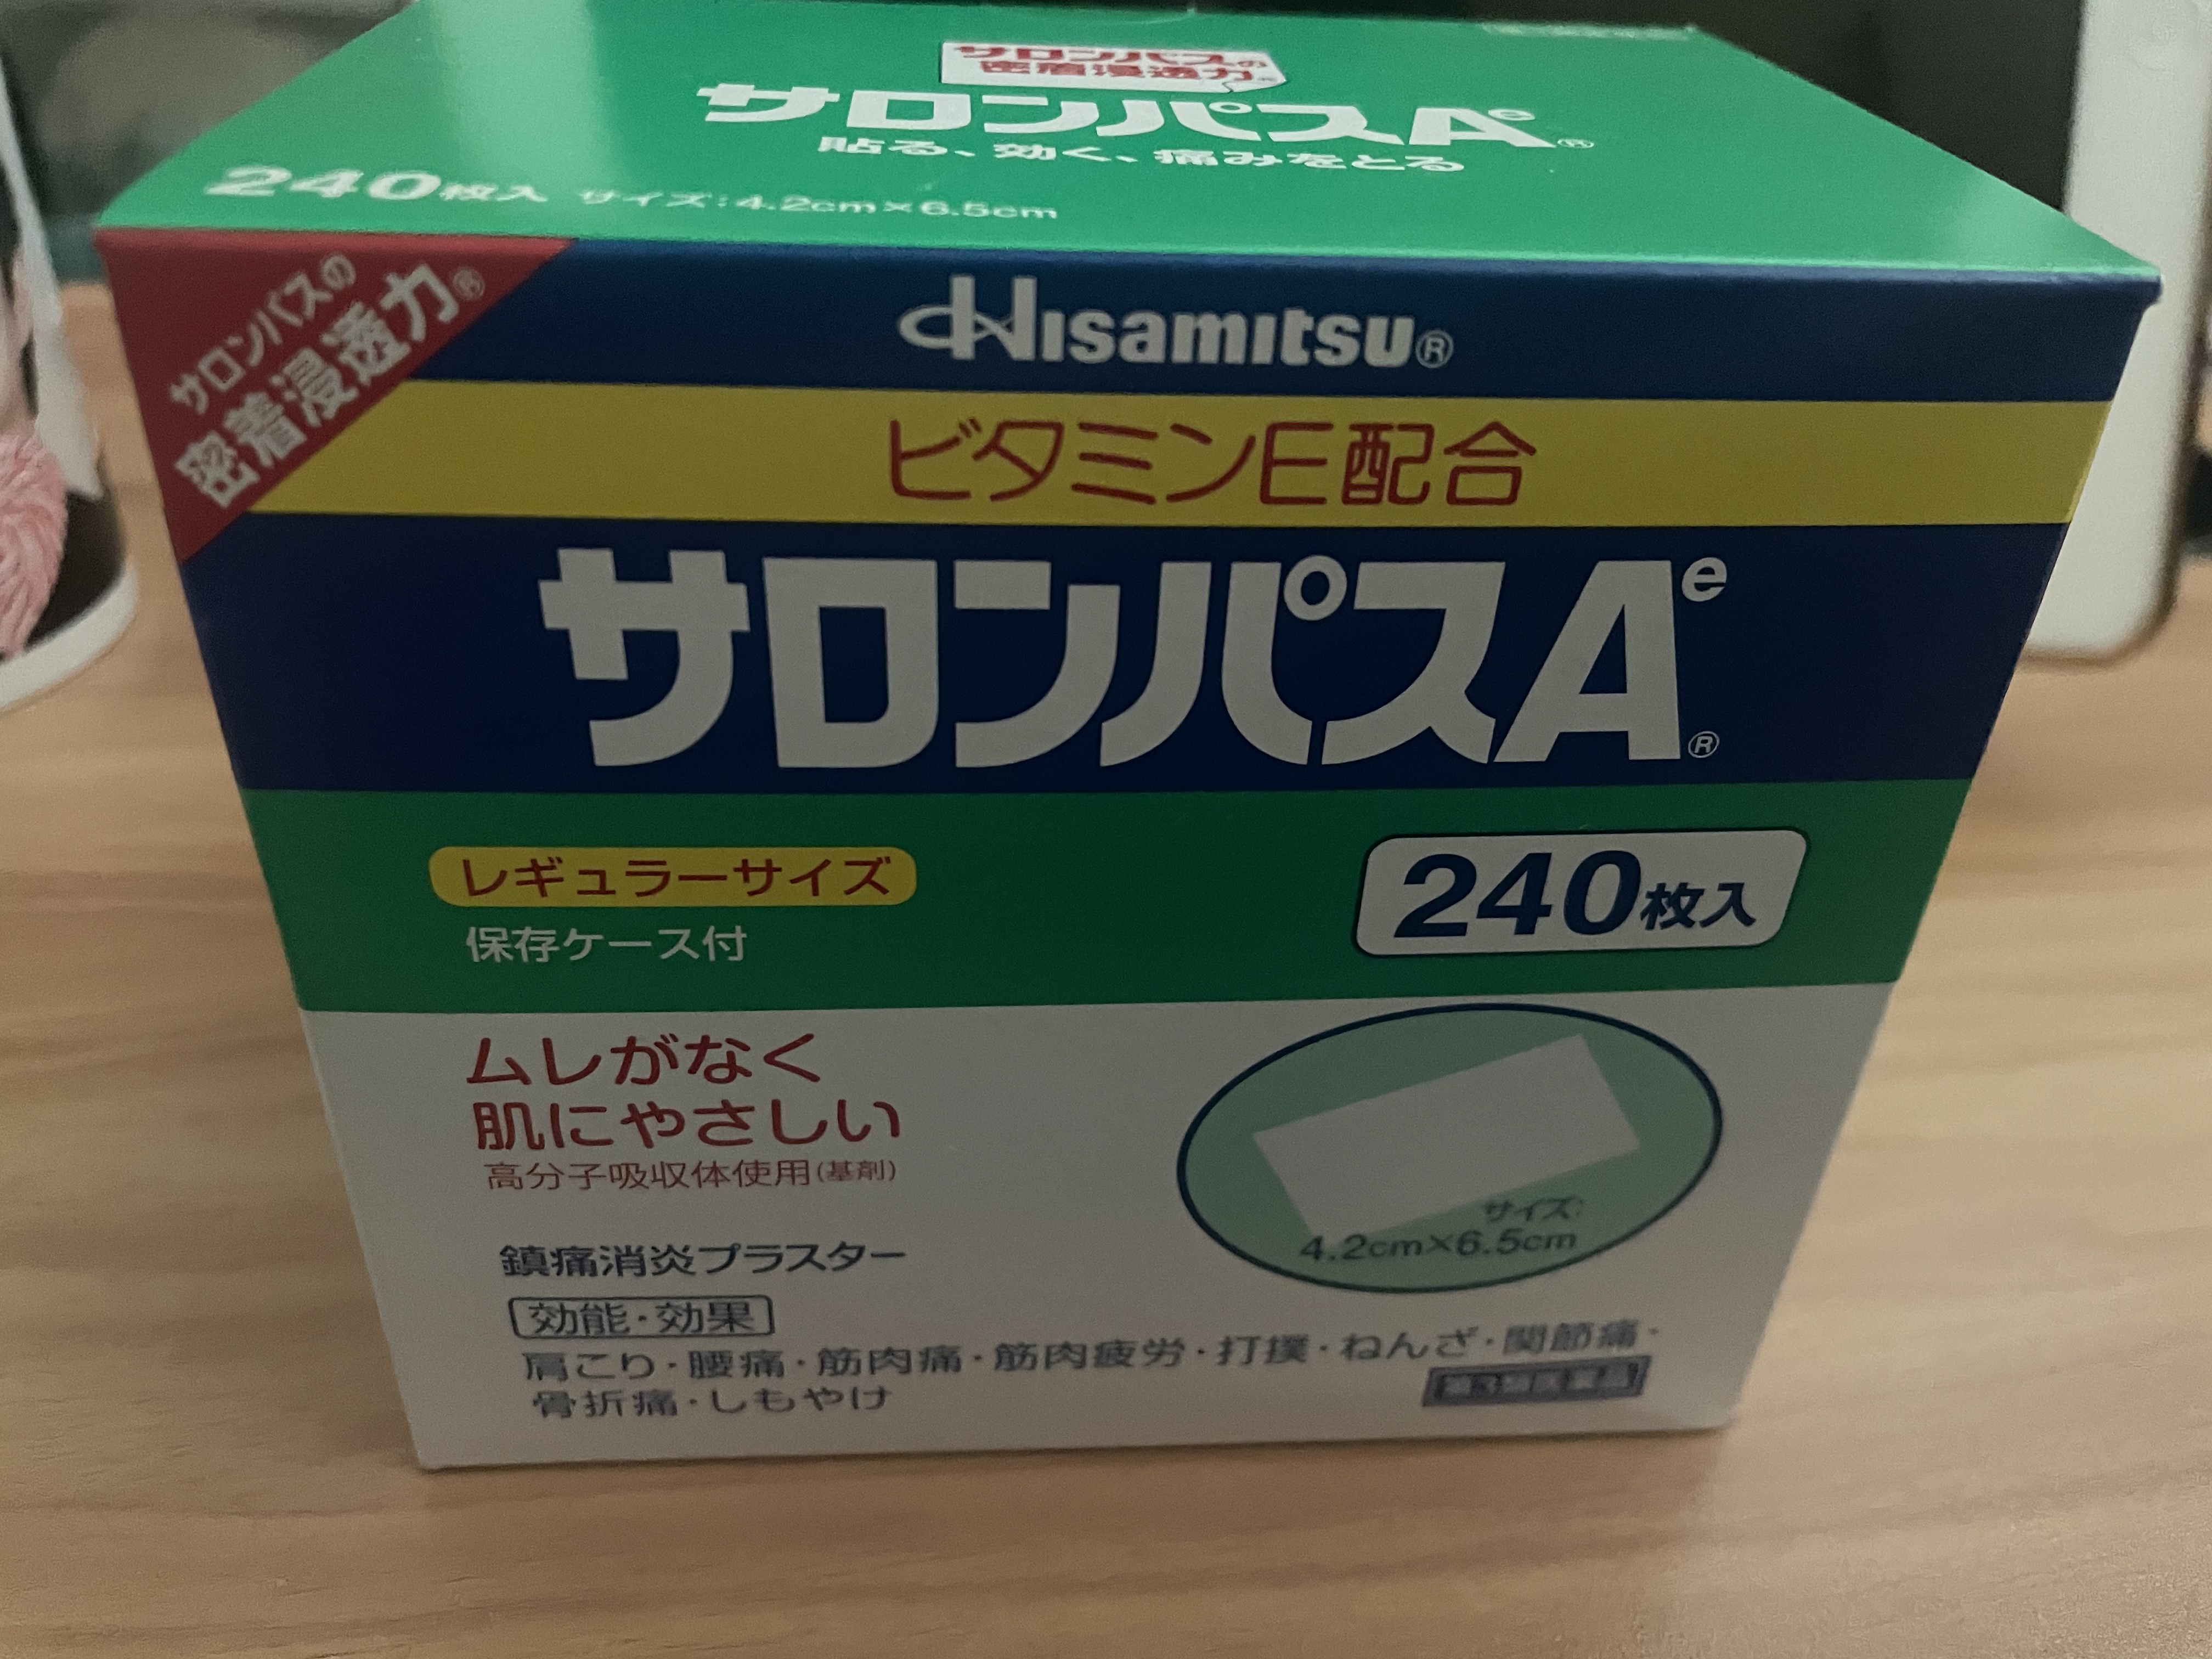 サロンパスの
密着浸透力
サロンパスAe®
貼る、効く、痛みをとる
240枚入 サイズ:4.2cm×6.5cm
サロンパスの
密着浸透力®
Hisamitsu®
ビタミンE配合
サロンパスAe®
レギュラーサイズ
保存ケース付
240枚入
ムレがなく
肌にやさしい
高分子吸収体使用(基剤)
サイズ:
4.2cm×6.5cm
鎮痛消炎プラスター
効能・効果
肩こり・腰痛・筋肉痛・筋肉疲労・打撲・ねんざ・関節痛・
骨折痛・しもやけ
第3類医薬品